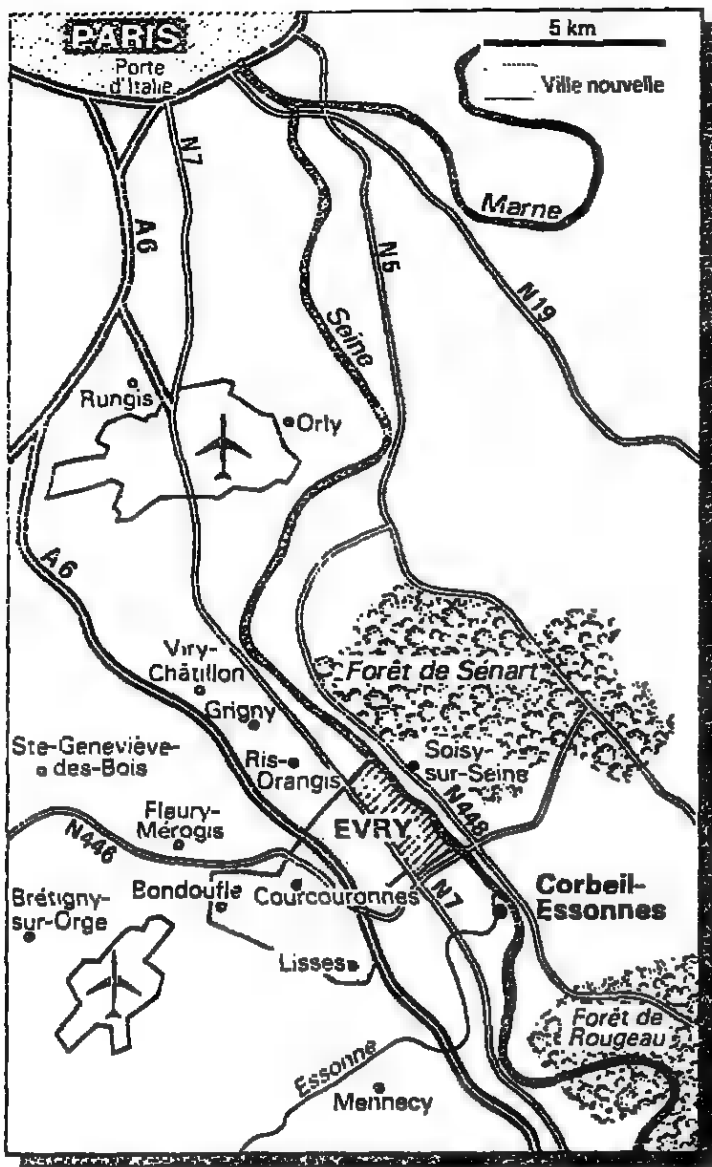 PARIS
Porte
d'Italie
5 km
Ville nouvelle
N7
A6
Marne
N5
N19
Seine
Rungis
Orly
A6
Viry-
Châtillon
Forêt de Sénart
Grigny
Ste-Geneviève-
des-Bois
Ris-
Orangis
Soisy-
sur-Seine
Fleury-
Mérogis
N446
EVRY
N448
Bondoufle
Courcouronnes
N7
Corbeil-
Essonnes
Brétigny-
sur-Orge
Lisses
Forêt de
Rougeau
Essonne
Mennecy